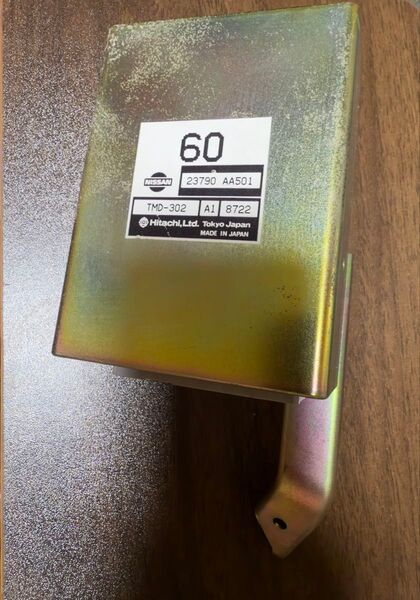 60
NISSAN 23790 AA501
TMD-302 A1 8722
Hitachi, Ltd. Tokyo Japan
MADE IN JAPAN